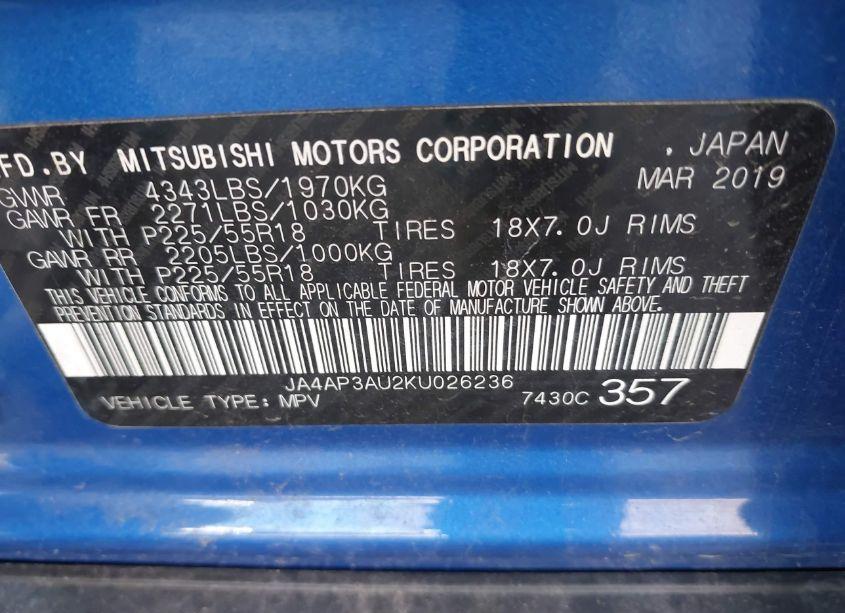 FD.BY MITSUBISHI MOTORS CORPORATION , JAPAN
GVWR 4343LBS/1970KG MAR 2019
GAWR FR 2271LBS/1030KG
WITH P225/55R18 TIRES 18X7.0J RIMS
GAWR RR 2205LBS/1000KG
WITH P225/55R18 TIRES 18X7.0J RIMS
THIS VEHICLE CONFORMS TO ALL APPLICABLE FEDERAL MOTOR VEHICLE SAFETY AND THEFT
PREVENTION STANDARDS IN EFFECT ON THE DATE OF MANUFACTURE SHOWN ABOVE.
JA4AP3AU2KU026236
VEHICLE TYPE: MPV 7430C 357